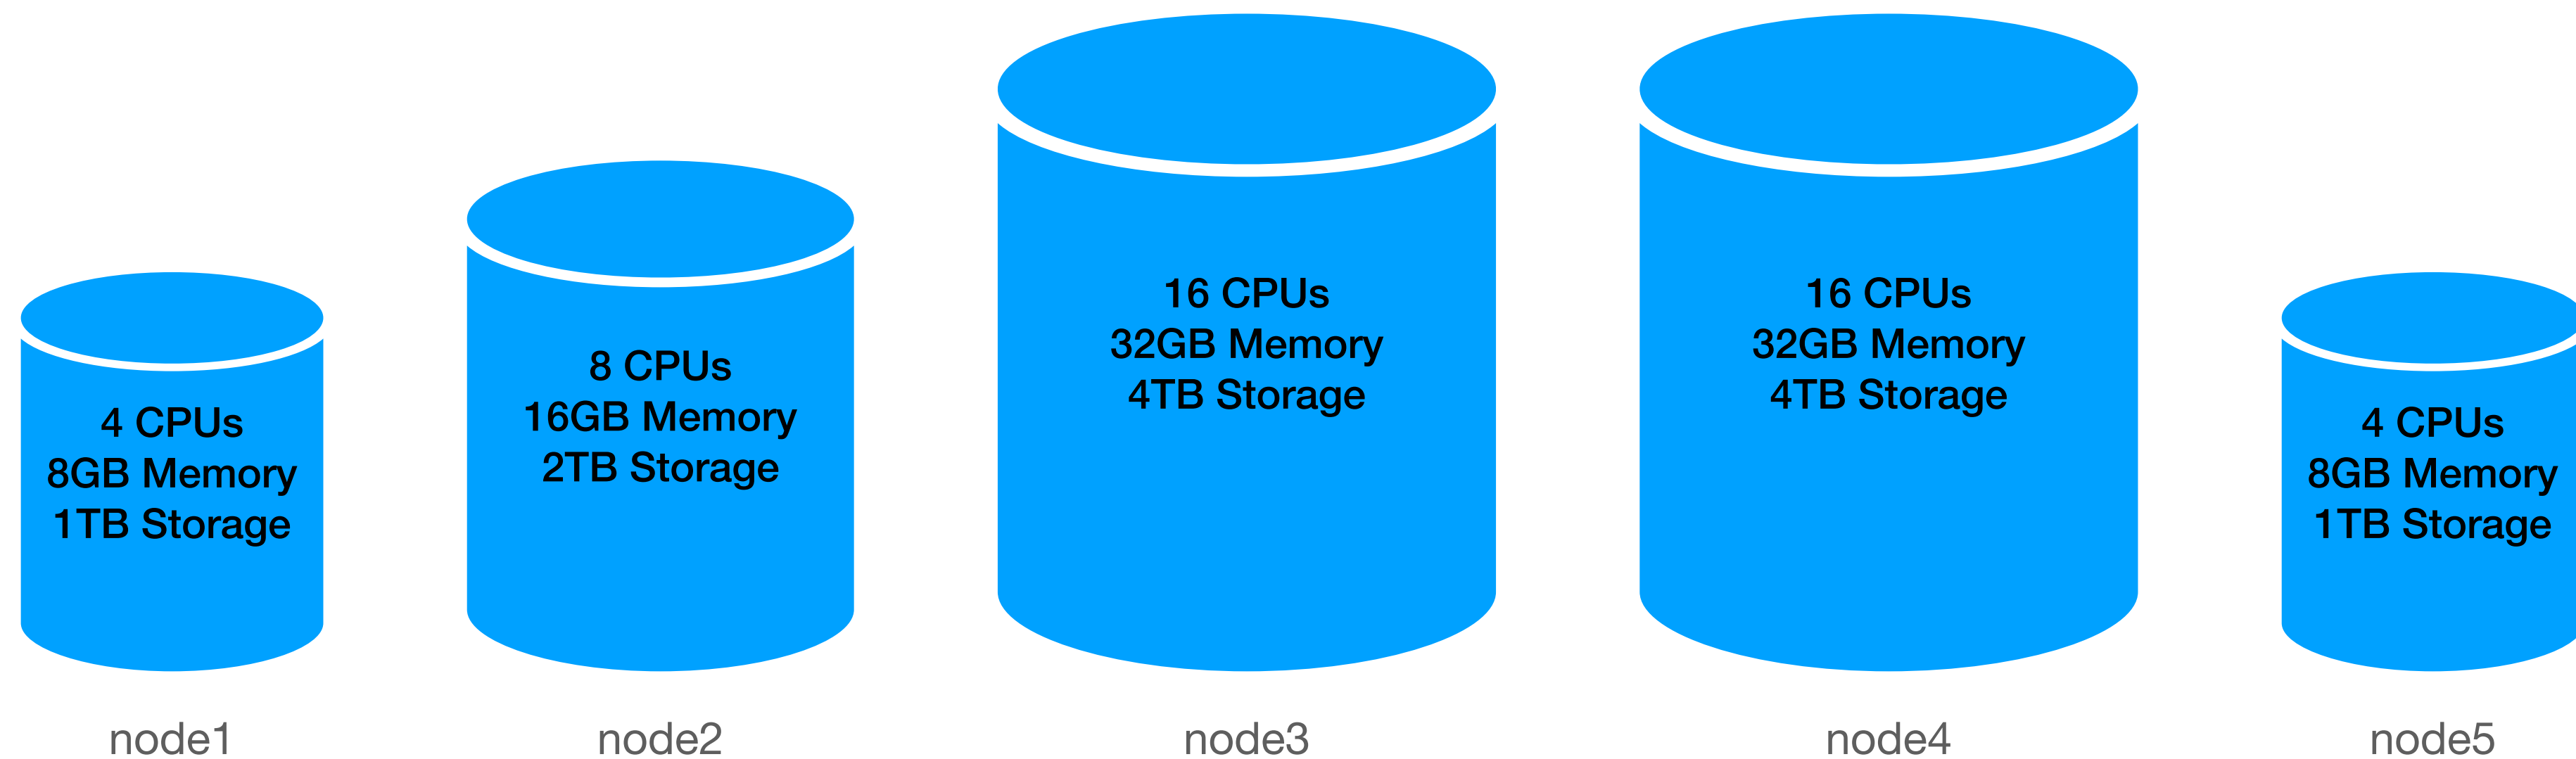 4 CPUs
8GB Memory
1TB Storage
node1
8 CPUs
16GB Memory
2TB Storage
node2
16 CPUs
32GB Memory
4TB Storage
node3
16 CPUs
32GB Memory
4TB Storage
node4
4 CPUs
8GB Memory
1TB Storage
node5